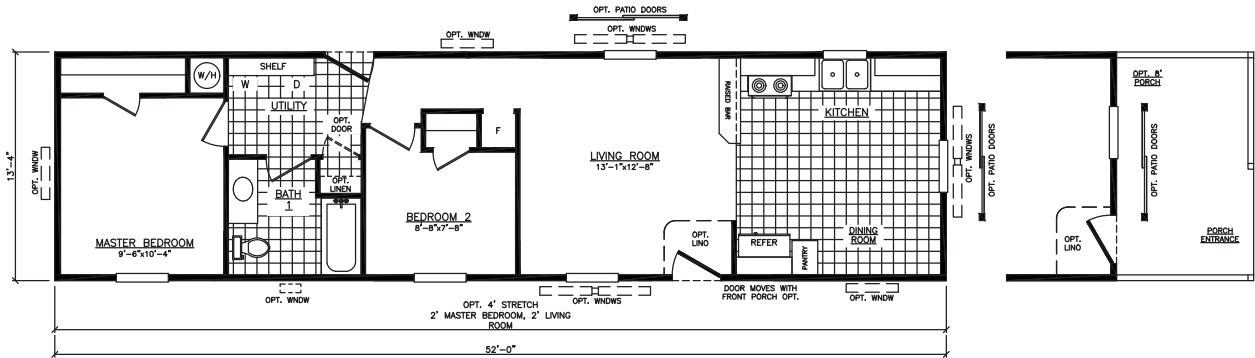 OPT. PATIO DOORS
OPT. WNDWS
OPT. WNDW
SHELF
W/H
W
D
UTILITY
OPT.
DOOR
F
RAISED BAR
KITCHEN
OPT. WNDWS
OPT. PATIO DOORS
13'-4"
OPT. WNDW
LIVING ROOM
13'-1"x12'-8"
OPT.
LINEN
BATH
1
BEDROOM 2
8'-8"x7'-8"
MASTER BEDROOM
9'-6"x10'-4"
OPT.
LINO
REFER
PANTRY
DINING
ROOM
OPT. WNDW
OPT. WNDWS
DOOR MOVES WITH
FRONT PORCH OPT.
OPT. WNDW
OPT. 4' STRETCH
2' MASTER BEDROOM, 2' LIVING
ROOM
52'-0"
OPT. 8'
PORCH
OPT. PATIO DOORS
OPT.
LINO
PORCH
ENTRANCE